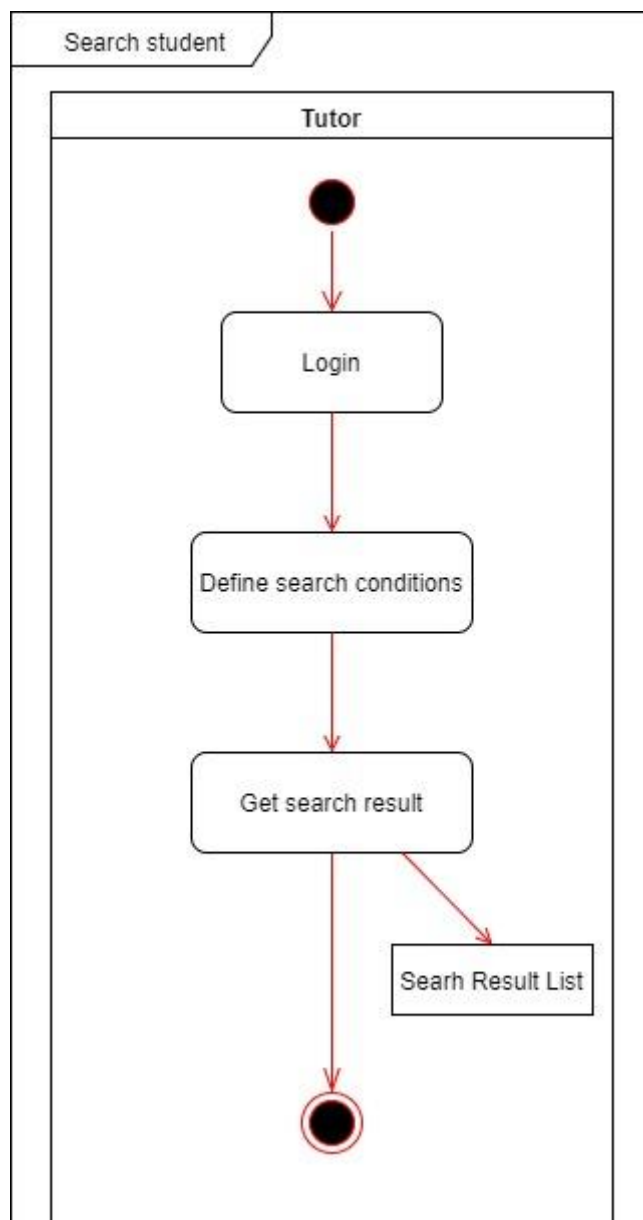 Search student
Tutor
Login
Define search conditions
Get search result
Searh Result List